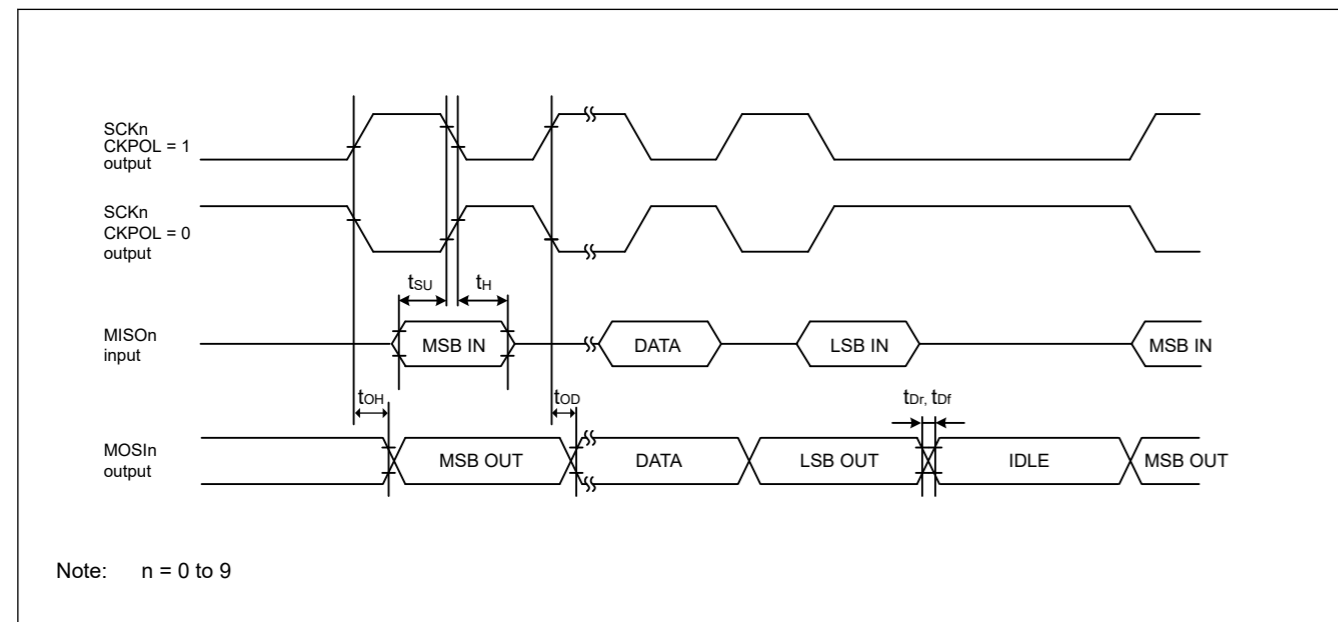 SCKn
CKPOL = 1
output
SCKn
CKPOL = 0
output
tSU
tH
MISOn
input
MSB IN
DATA
LSB IN
MSB IN
tOH
tOD
tDr, tDf
MOSIn
output
MSB OUT
DATA
LSB OUT
IDLE
MSB OUT
Note: n = 0 to 9